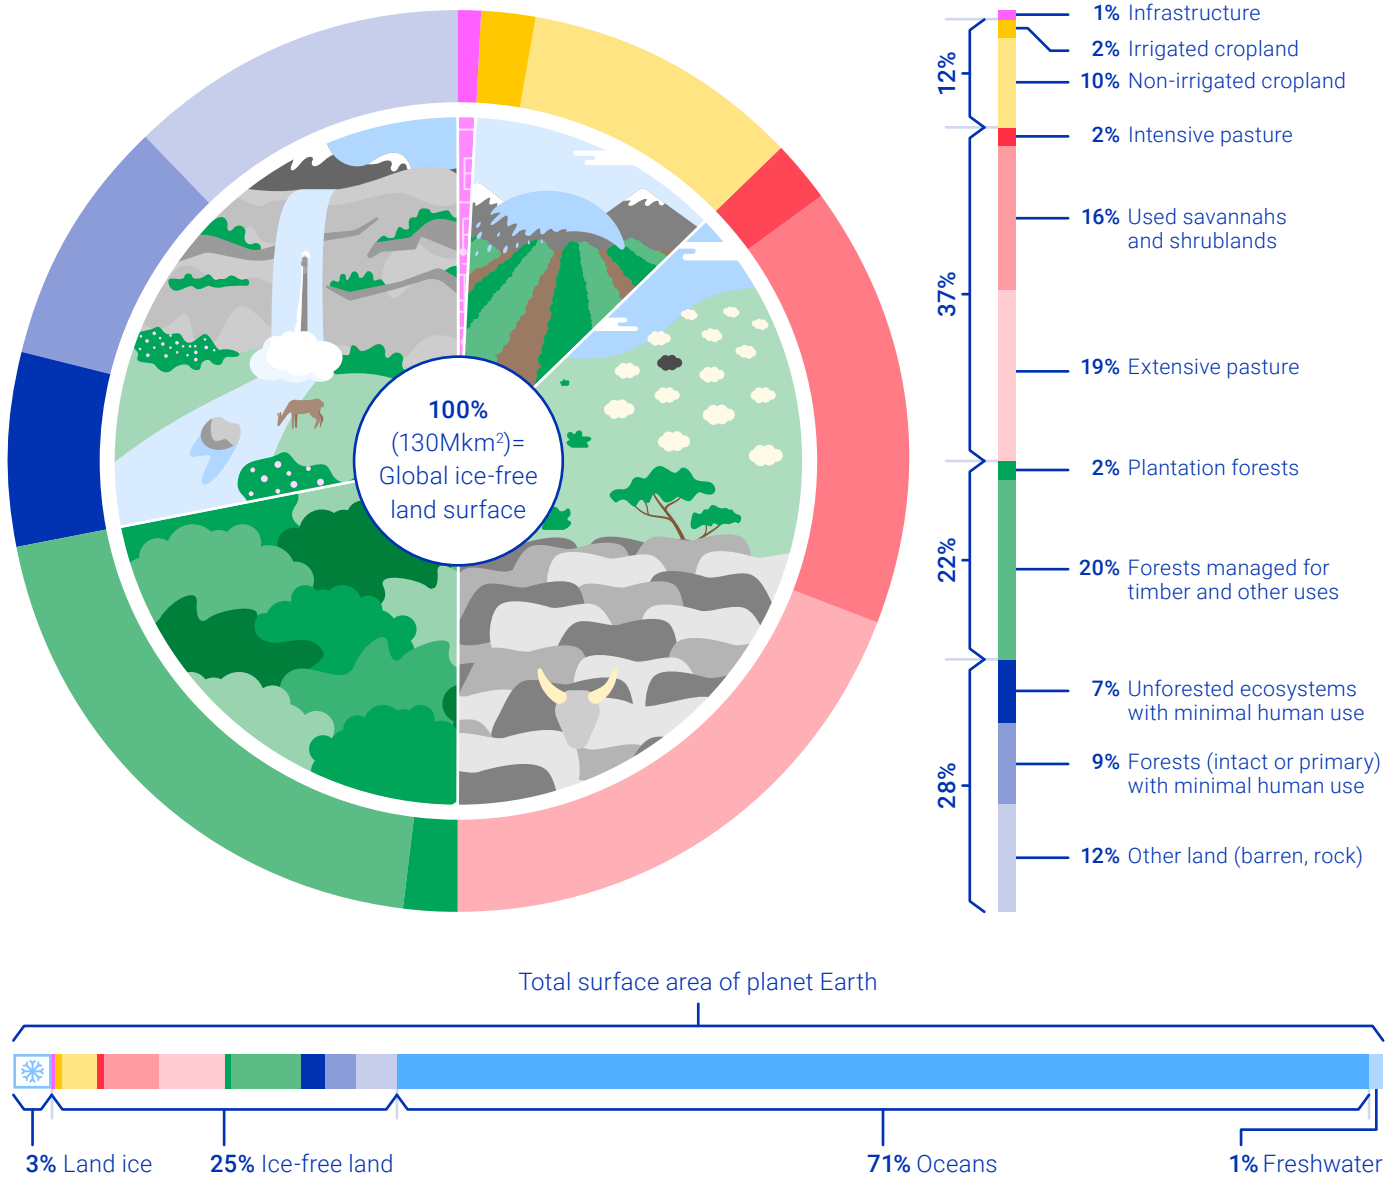 1% Infrastructure
2% Irrigated cropland
10% Non-irrigated cropland
12%
2% Intensive pasture
16% Used savannahs
and shrublands
19% Extensive pasture
37%
2% Plantation forests
20% Forests managed for
timber and other uses
22%
7% Unforested ecosystems
with minimal human use
9% Forests (intact or primary)
with minimal human use
12% Other land (barren, rock)
28%
100%
(130Mkm²)=
Global ice-free
land surface
Total surface area of planet Earth
3% Land ice
25% Ice-free land
71% Oceans
1% Freshwater